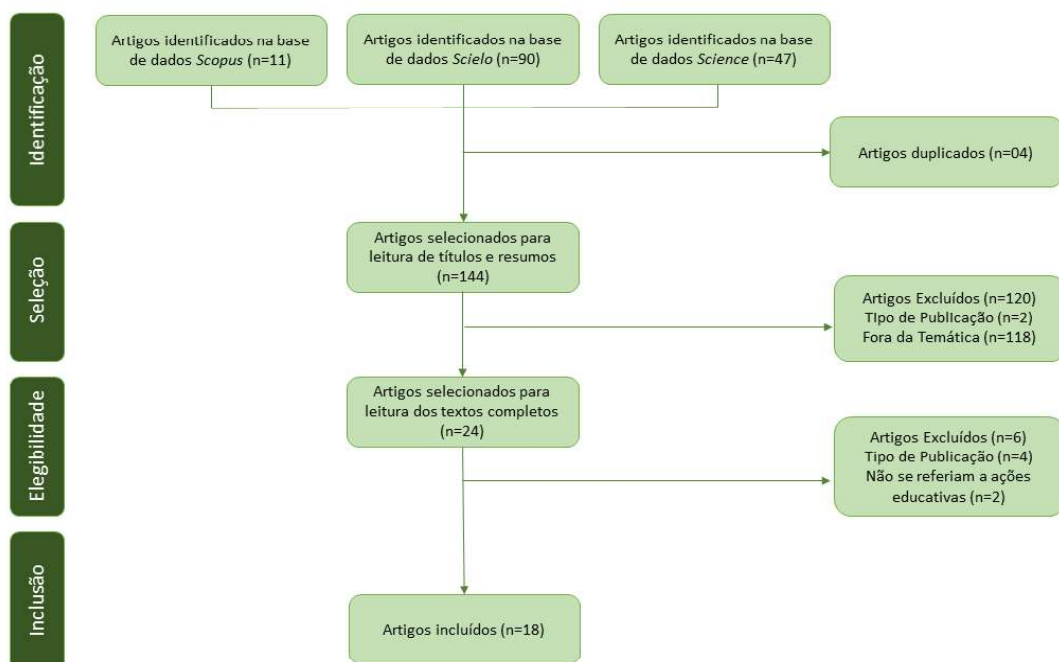 Identificação
Artigos identificados na base
de dados Scopus (n=11)
Artigos identificados na base
de dados Scielo (n=90)
Artigos identificados na base
de dados Science (n=47)
Artigos duplicados (n=04)
Seleção
Artigos selecionados para
leitura de títulos e resumos
(n=144)
Artigos Excluídos (n=120)
Tipo de Publicação (n=2)
Fora da Temática (n=118)
Elegibilidade
Artigos selecionados para
leitura dos textos completos
(n=24)
Artigos Excluídos (n=6)
Tipo de Publicação (n=4)
Não se referiam a ações
educativas (n=2)
Inclusão
Artigos incluídos (n=18)